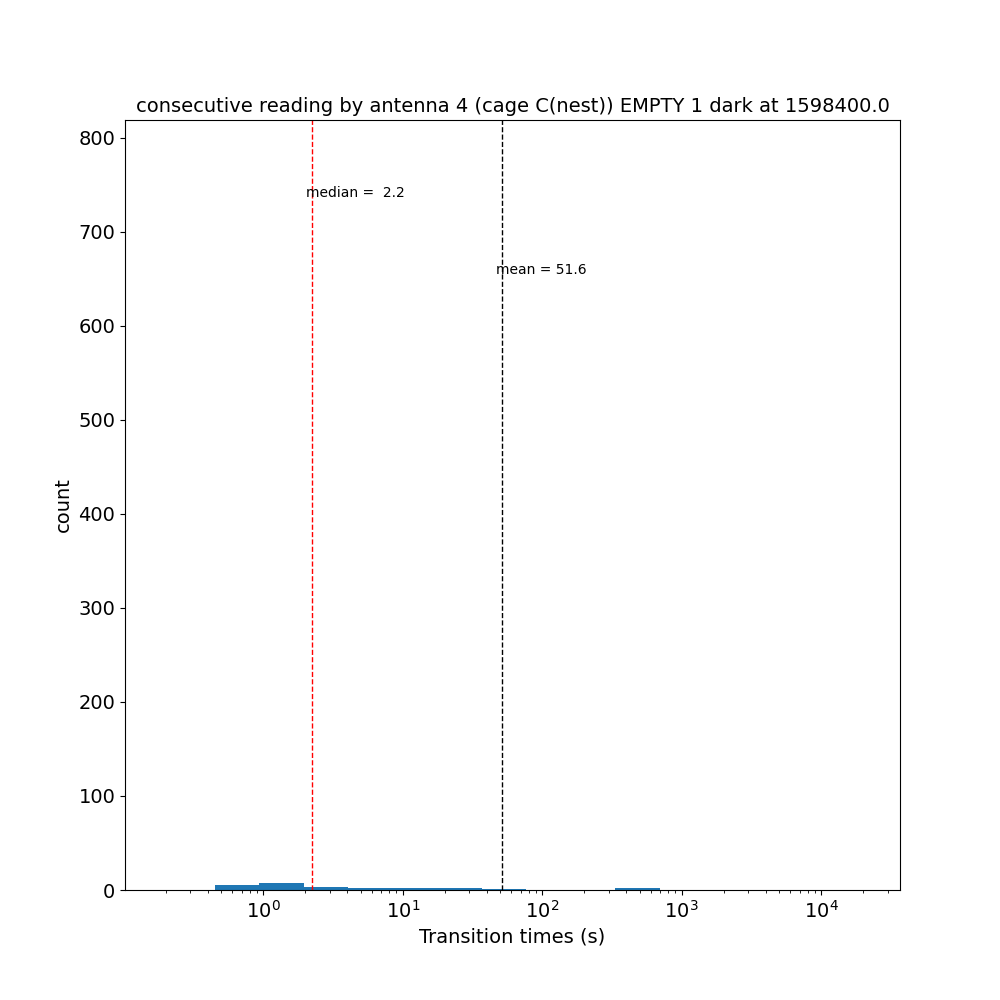 consecutive reading by antenna 4 (cage C(nest)) EMPTY 1 dark at 1598400.0
800
median =  2.2
700
mean = 51.6
600
500
count
400
300
200
100
0
10⁰ 10¹ 10² 10³ 10⁴
Transition times (s)